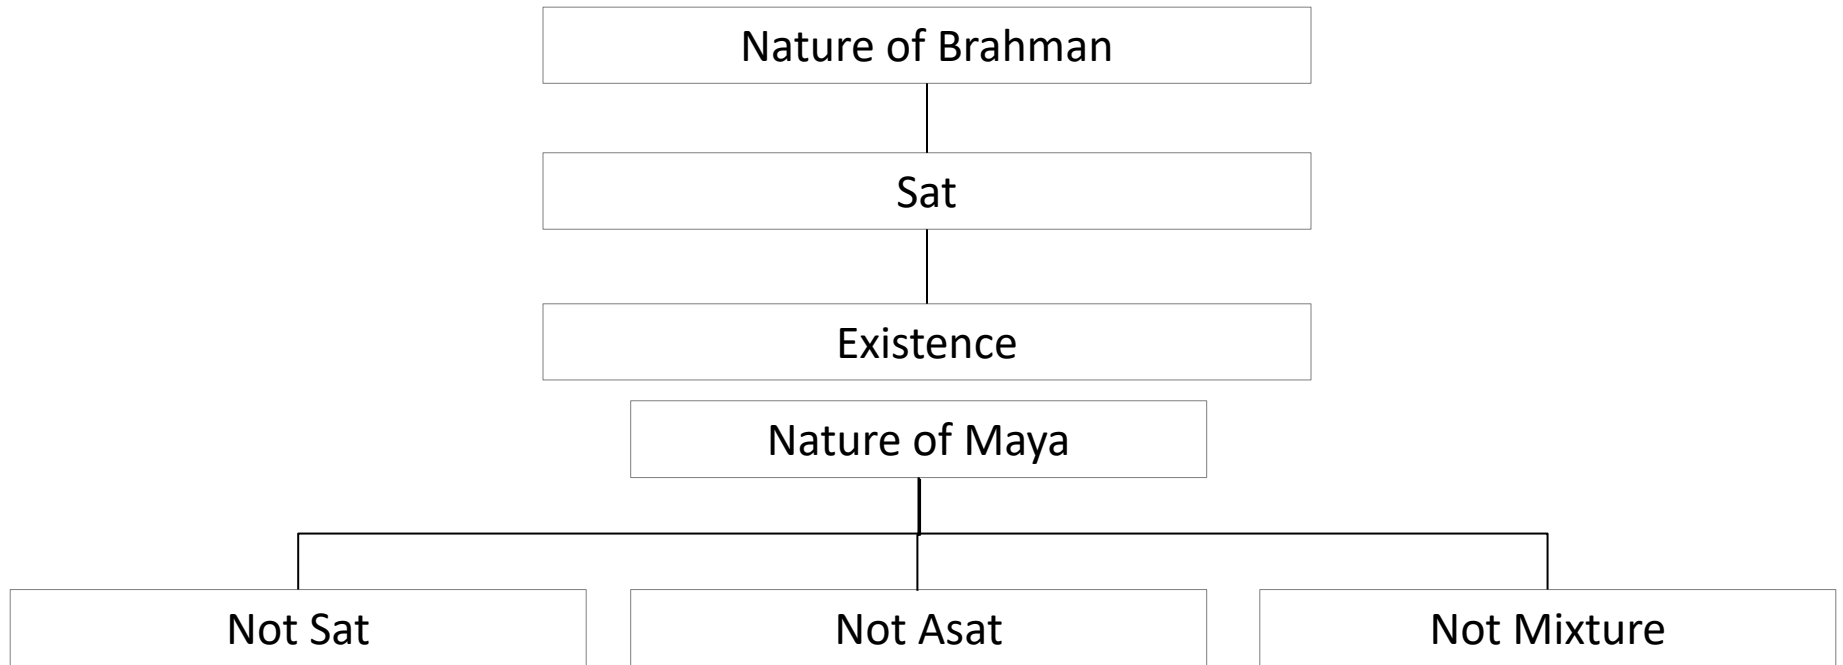 Nature of Brahman
Sat
Existence
Nature of Maya
Not Sat
Not Asat
Not Mixture